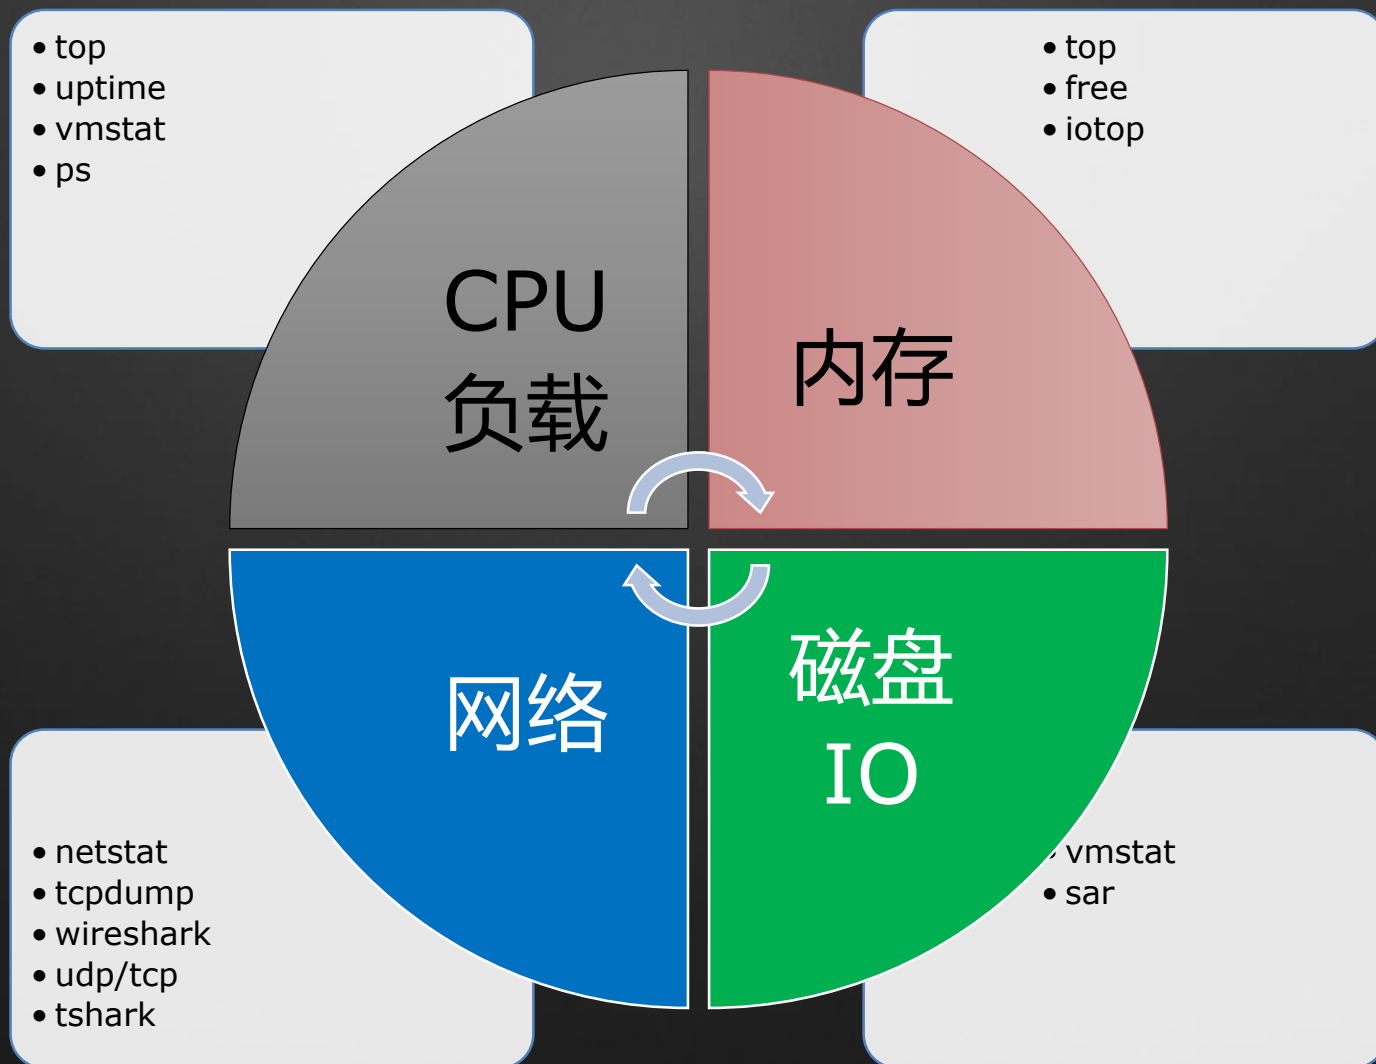 • top
• uptime
• vmstat
• ps
• top
• free
• iotop
CPU
负载
内存
网络
磁盘
IO
• netstat
• tcpdump
• wireshark
• udp/tcp
• tshark
• vmstat
• sar